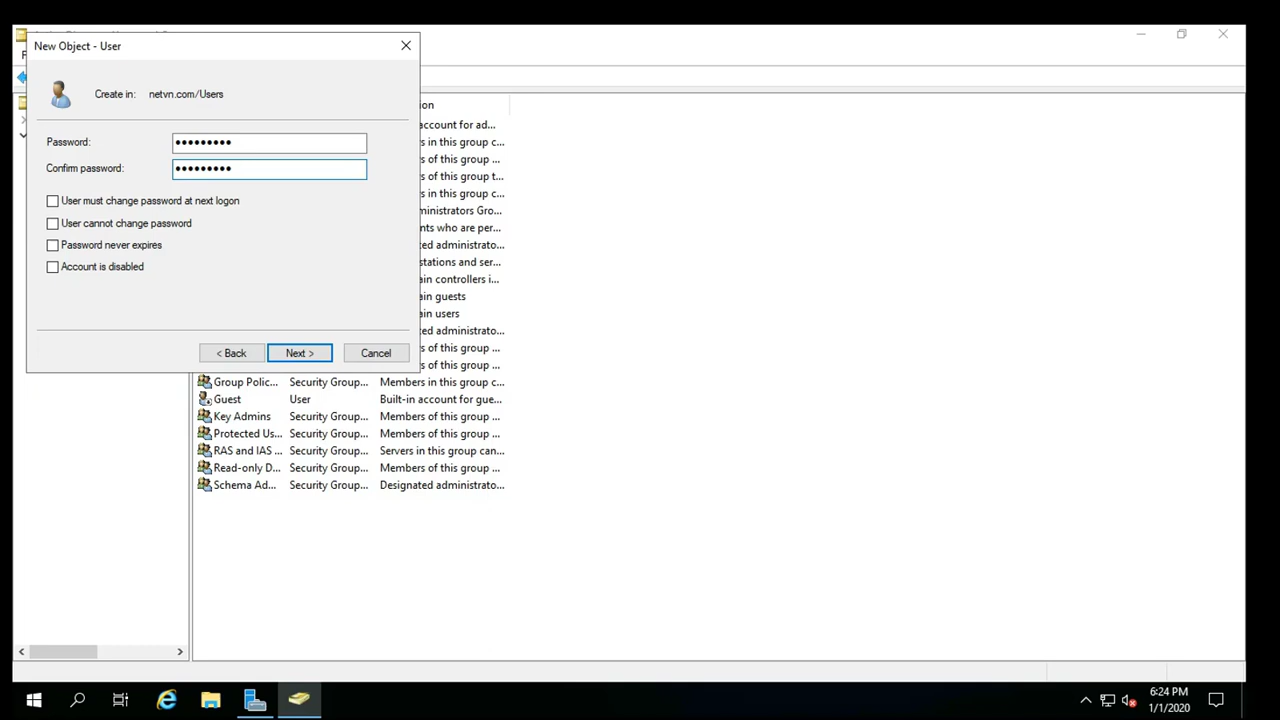 New Object - User
Create in: netvn.com/Users
Password: •••••••••
Confirm password: •••••••••
User must change password at next logon
User cannot change password
Password never expires
Account is disabled
< Back Next > Cancel
account for ad...
s in this group c...
s of this group ...
s of this group t...
s in this group c...
ministrators Gro...
nts who are per...
ated administrato...
stations and ser...
ain controllers i...
ain guests
ain users
ed administrato...
s of this group ...
s of this group ...
Group Polic... Security Group... Members in this group c...
Guest User Built-in account for gue...
Key Admins Security Group... Members of this group ...
Protected Us... Security Group... Members of this group ...
RAS and IAS ... Security Group... Servers in this group can...
Read-only D... Security Group... Members of this group ...
Schema Ad... Security Group... Designated administrato...
6:24 PM
1/1/2020